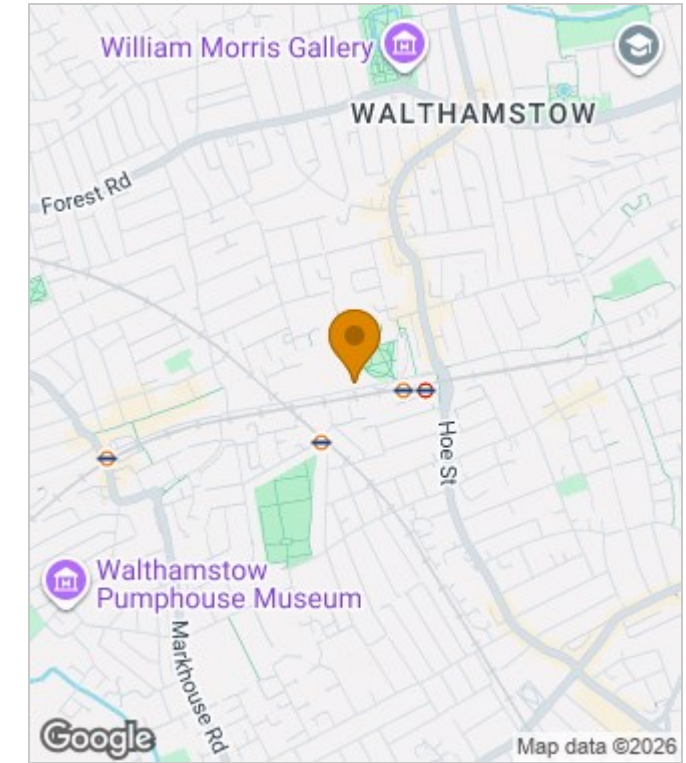 William Morris Gallery
WALTHAMSTOW
Forest Rd
Hoe St
Walthamstow
Pumphouse Museum
Markhouse Rd
Google
Map data ©2026